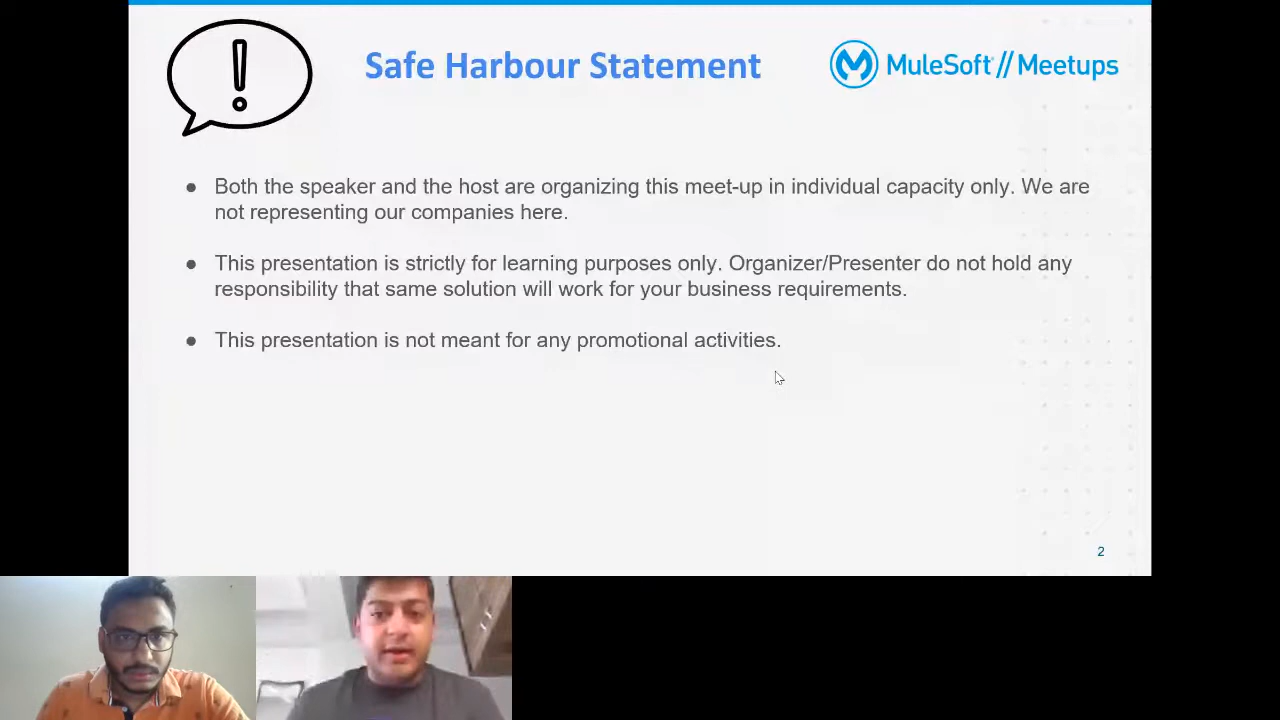 Safe Harbour Statement
MuleSoft // Meetups
● Both the speaker and the host are organizing this meet-up in individual capacity only. We are
not representing our companies here.
● This presentation is strictly for learning purposes only. Organizer/Presenter do not hold any
responsibility that same solution will work for your business requirements.
● This presentation is not meant for any promotional activities.
2